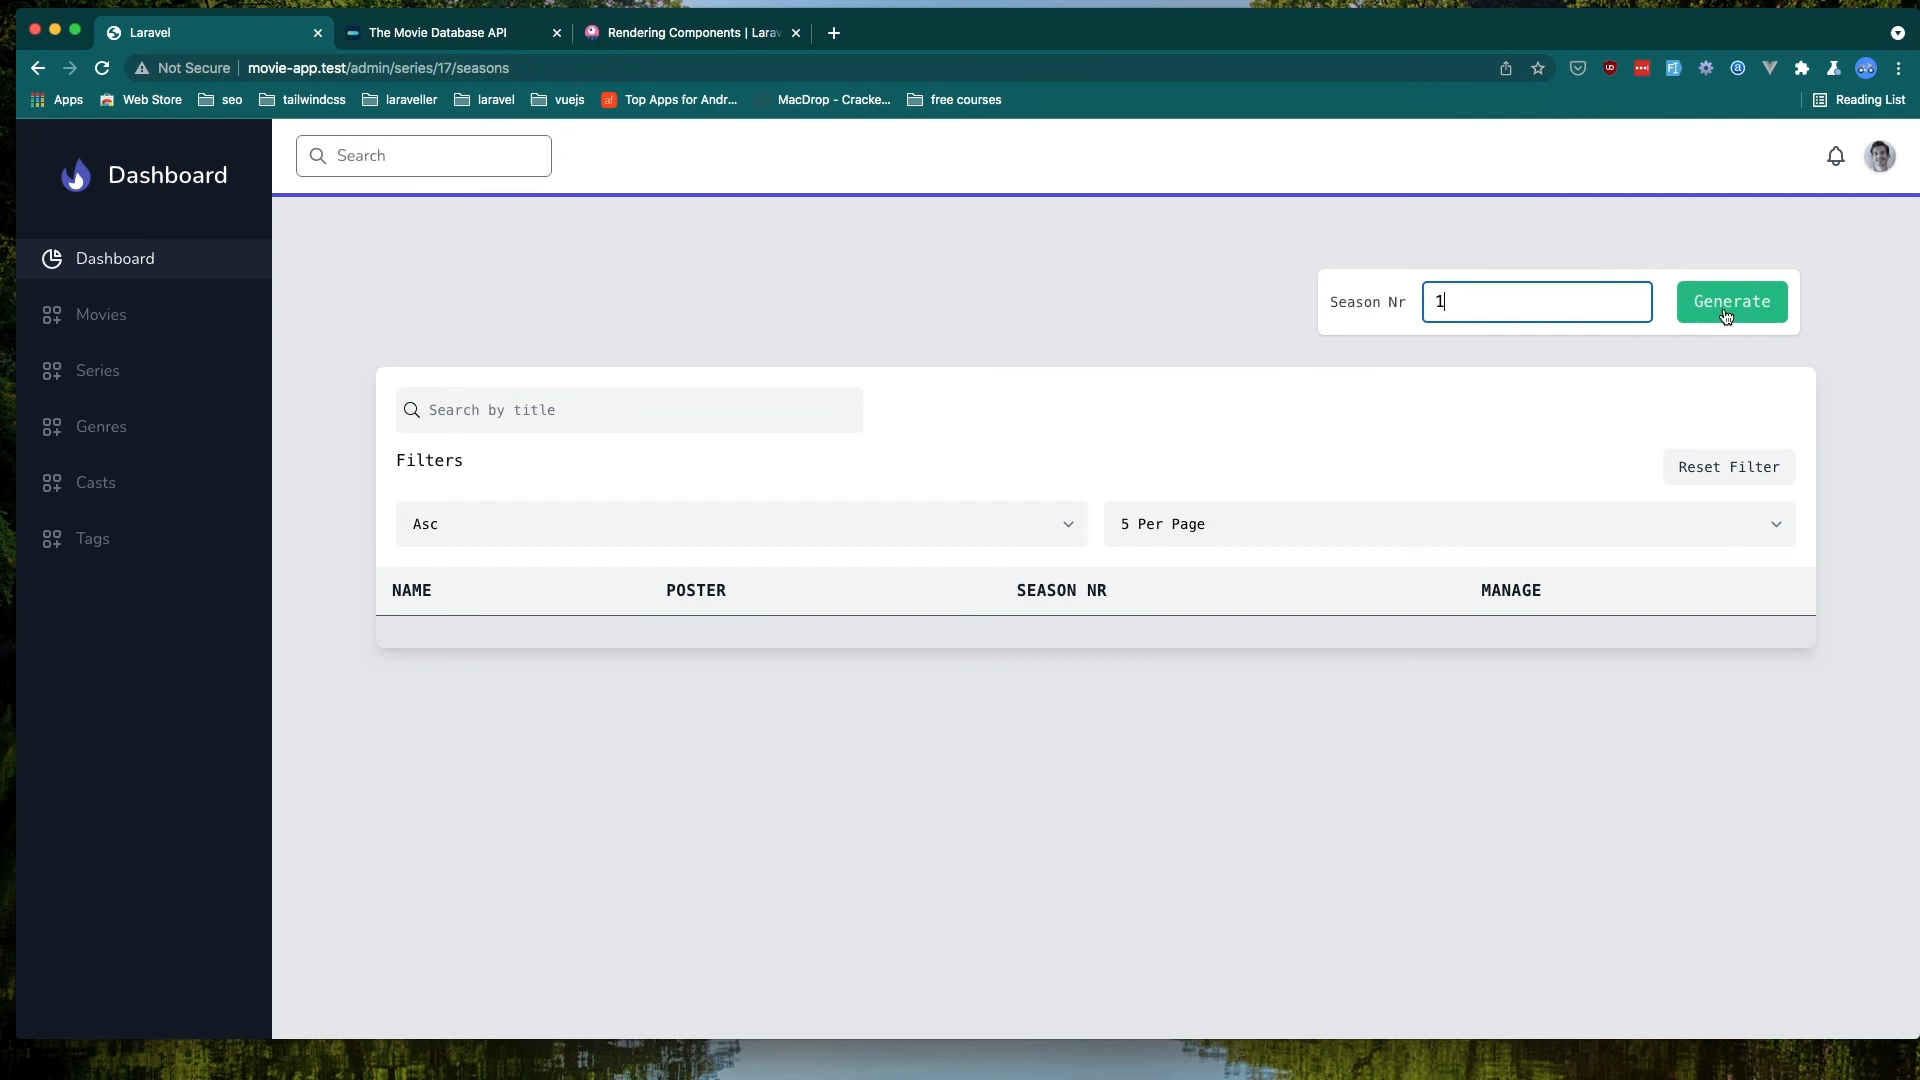 Laravel
The Movie Database API
Rendering Components | Larav
Not Secure
movie-app.test/admin/series/17/seasons
Apps
Web Store
seo
tailwindcss
laraveller
laravel
vuejs
Top Apps for Andr...
MacDrop - Cracke...
free courses
Reading List
Dashboard
Search
Dashboard
Movies
Series
Genres
Casts
Tags
Season Nr
1
Generate
Search by title
Filters
Reset Filter
Asc
5 Per Page
NAME
POSTER
SEASON NR
MANAGE